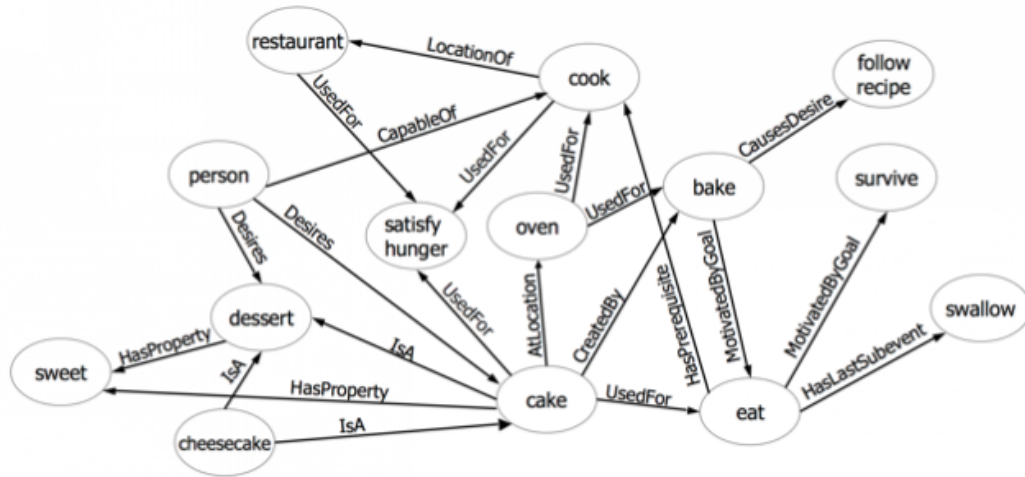 restaurant
LocationOf
cook
follow
recipe
UsedFor
CapableOf
UsedFor
UsedFor
CausesDesire
person
UsedFor
bake
survive
Desires
Desires
satisfy
hunger
oven
MotivatedByGoal
MotivatedByGoal
dessert
UsedFor
AtLocation
CreatedBy
HasPrerequisite
swallow
HasProperty
IsA
IsA
sweet
HasProperty
cake
UsedFor
eat
HasLastSubevent
cheesecake
IsA